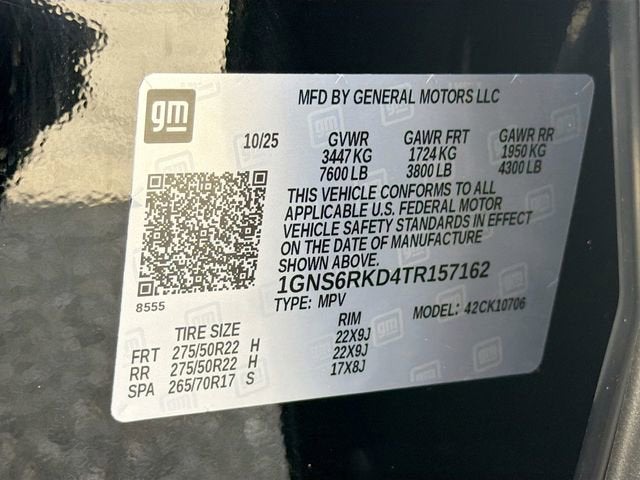 gm
MFD BY GENERAL MOTORS LLC
10/25 GVWR GAWR FRT GAWR RR
3447 KG 1724 KG 1950 KG
7600 LB 3800 LB 4300 LB
THIS VEHICLE CONFORMS TO ALL
APPLICABLE U.S. FEDERAL MOTOR
VEHICLE SAFETY STANDARDS IN EFFECT
ON THE DATE OF MANUFACTURE
SHOWN ABOVE.
8555
1GNS6RKD4TR157162
TYPE: MPV MODEL: 42CK10706
TIRE SIZE RIM
FRT 275/50R22 H 22X9J
RR 275/50R22 H 22X9J
SPA 265/70R17 S 17X8J